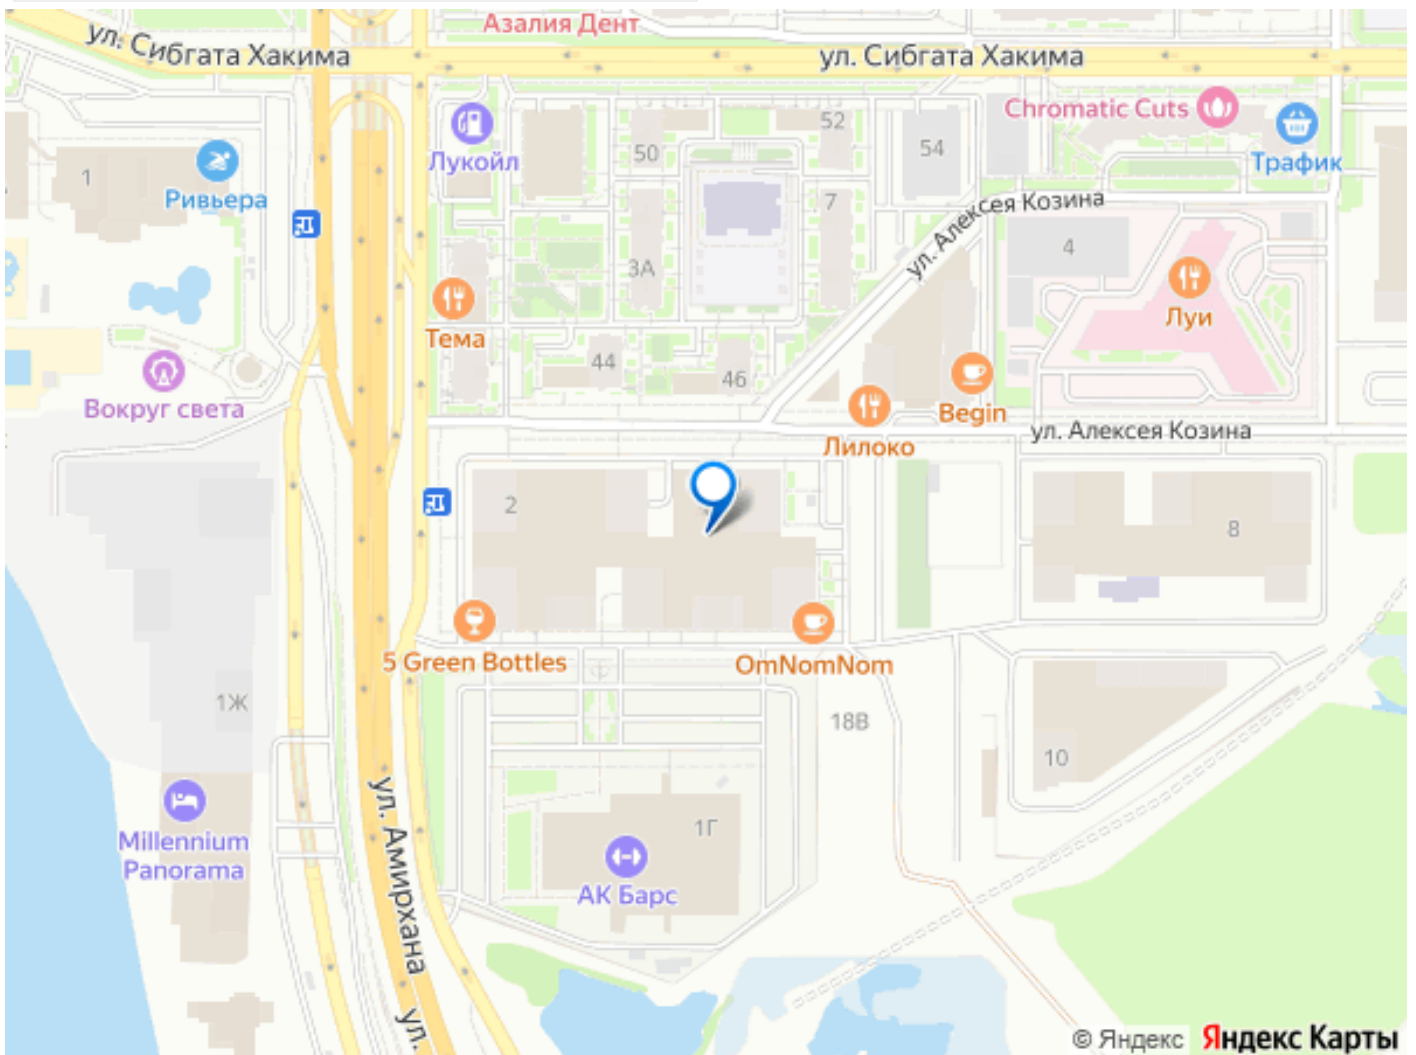 Азалия Дент
ул. Сибгата Хакима
ул. Сибгата Хакима
Chromatic Cuts
Лукойл
50
52
54
Трафик
1
Ривьера
7
ул. Алексея Козина
4
3А
Луи
Тема
44
46
Вокруг света
Begin
Лилоко
ул. Алексея Козина
2
8
5 Green Bottles
OmNomNom
1Ж
18В
10
Millennium
Panorama
ул. Амирхана
1Г
АК Барс
ул.
© Яндекс Яндекс Карты